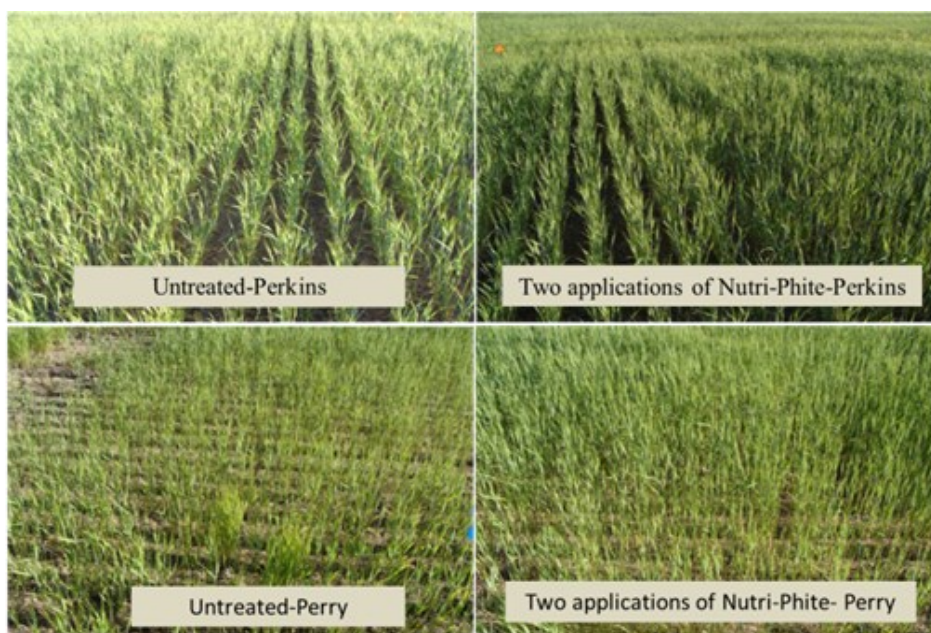 Untreated-Perkins
Two applications of Nutri-Phite-Perkins
Untreated-Perry
Two applications of Nutri-Phite- Perry